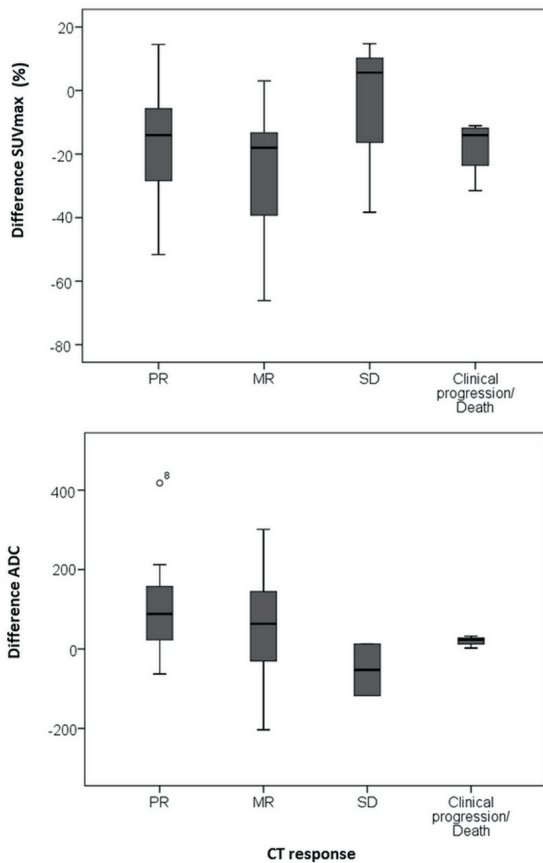 Difference SUVmax (%)
20
0
-20
-40
-60
-80
PR
MR
SD
Clinical
progression/
Death
Difference ADC
400
200
0
-200
8
PR
MR
SD
Clinical
progression/
Death
CT response